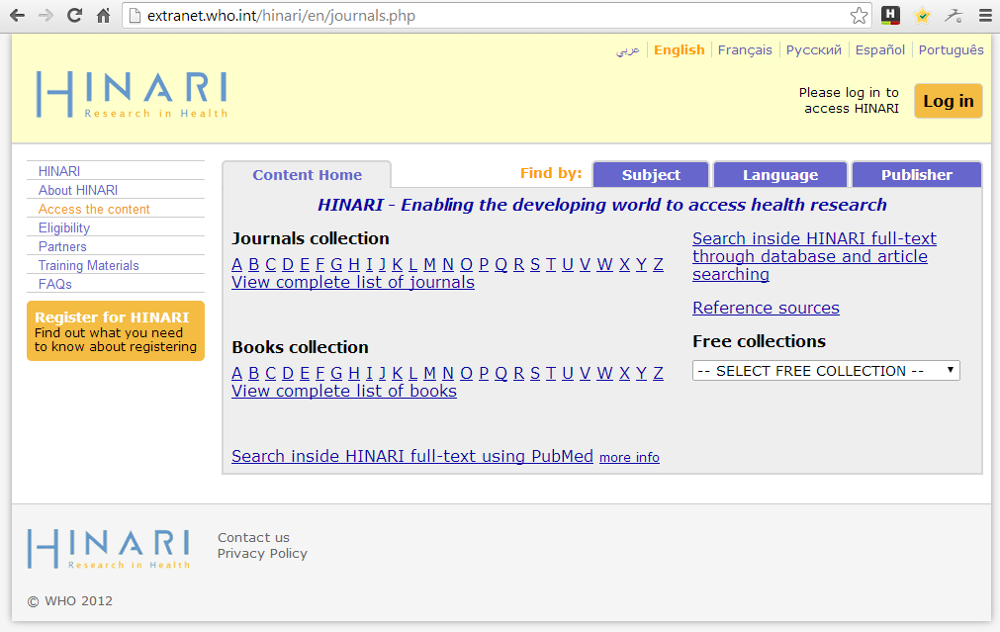 extranet.who.int/hinari/en/journals.php
H
عربي English Français Русский Español Português
HINARI
Research in Health
Please log in to
access HINARI
Log in
HINARI
About HINARI
Access the content
Eligibility
Partners
Training Materials
FAQs
Register for HINARI
Find out what you need
to know about registering
Content Home
Find by: Subject Language Publisher
HINARI - Enabling the developing world to access health research
Journals collection
A B C D E F G H I J K L M N O P Q R S T U V W X Y Z
View complete list of journals
Books collection
A B C D E F G H I J K L M N O P Q R S T U V W X Y Z
View complete list of books
Search inside HINARI full-text using PubMed more info
Search inside HINARI full-text
through database and article
searching
Reference sources
Free collections
-- SELECT FREE COLLECTION --
HINARI
Research in Health
Contact us
Privacy Policy
© WHO 2012